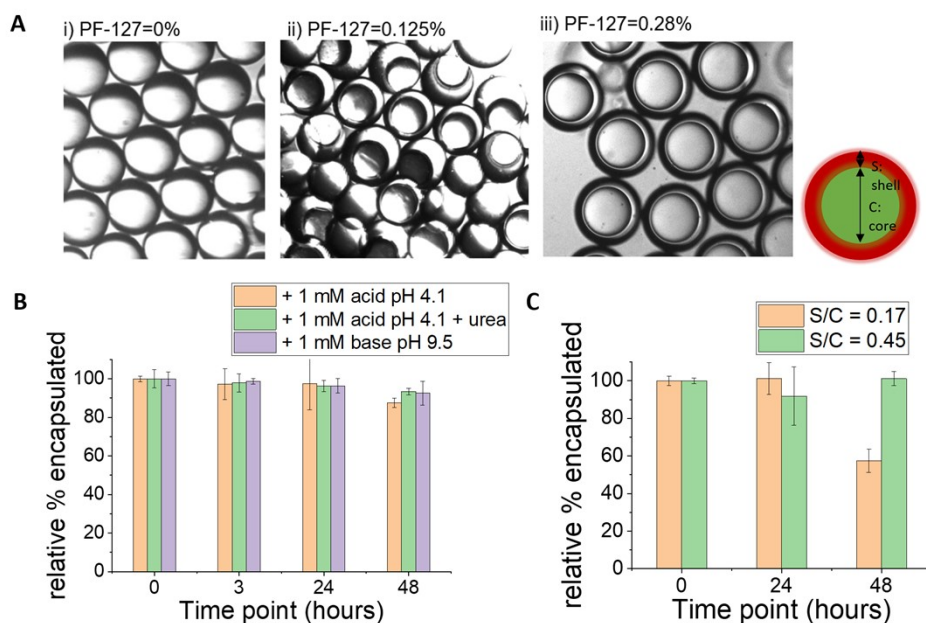 A
i) PF-127=0%
ii) PF-127=0.125%
iii) PF-127=0.28%
S:
shell
C:
core
B
+ 1 mM acid pH 4.1
+ 1 mM acid pH 4.1 + urea
+ 1 mM base pH 9.5
relative % encapsulated
100
80
60
40
20
0
0 3 24 48
Time point (hours)
C
S/C = 0.17
S/C = 0.45
relative % encapsulated
100
80
60
40
20
0
0 24 48
Time point (hours)